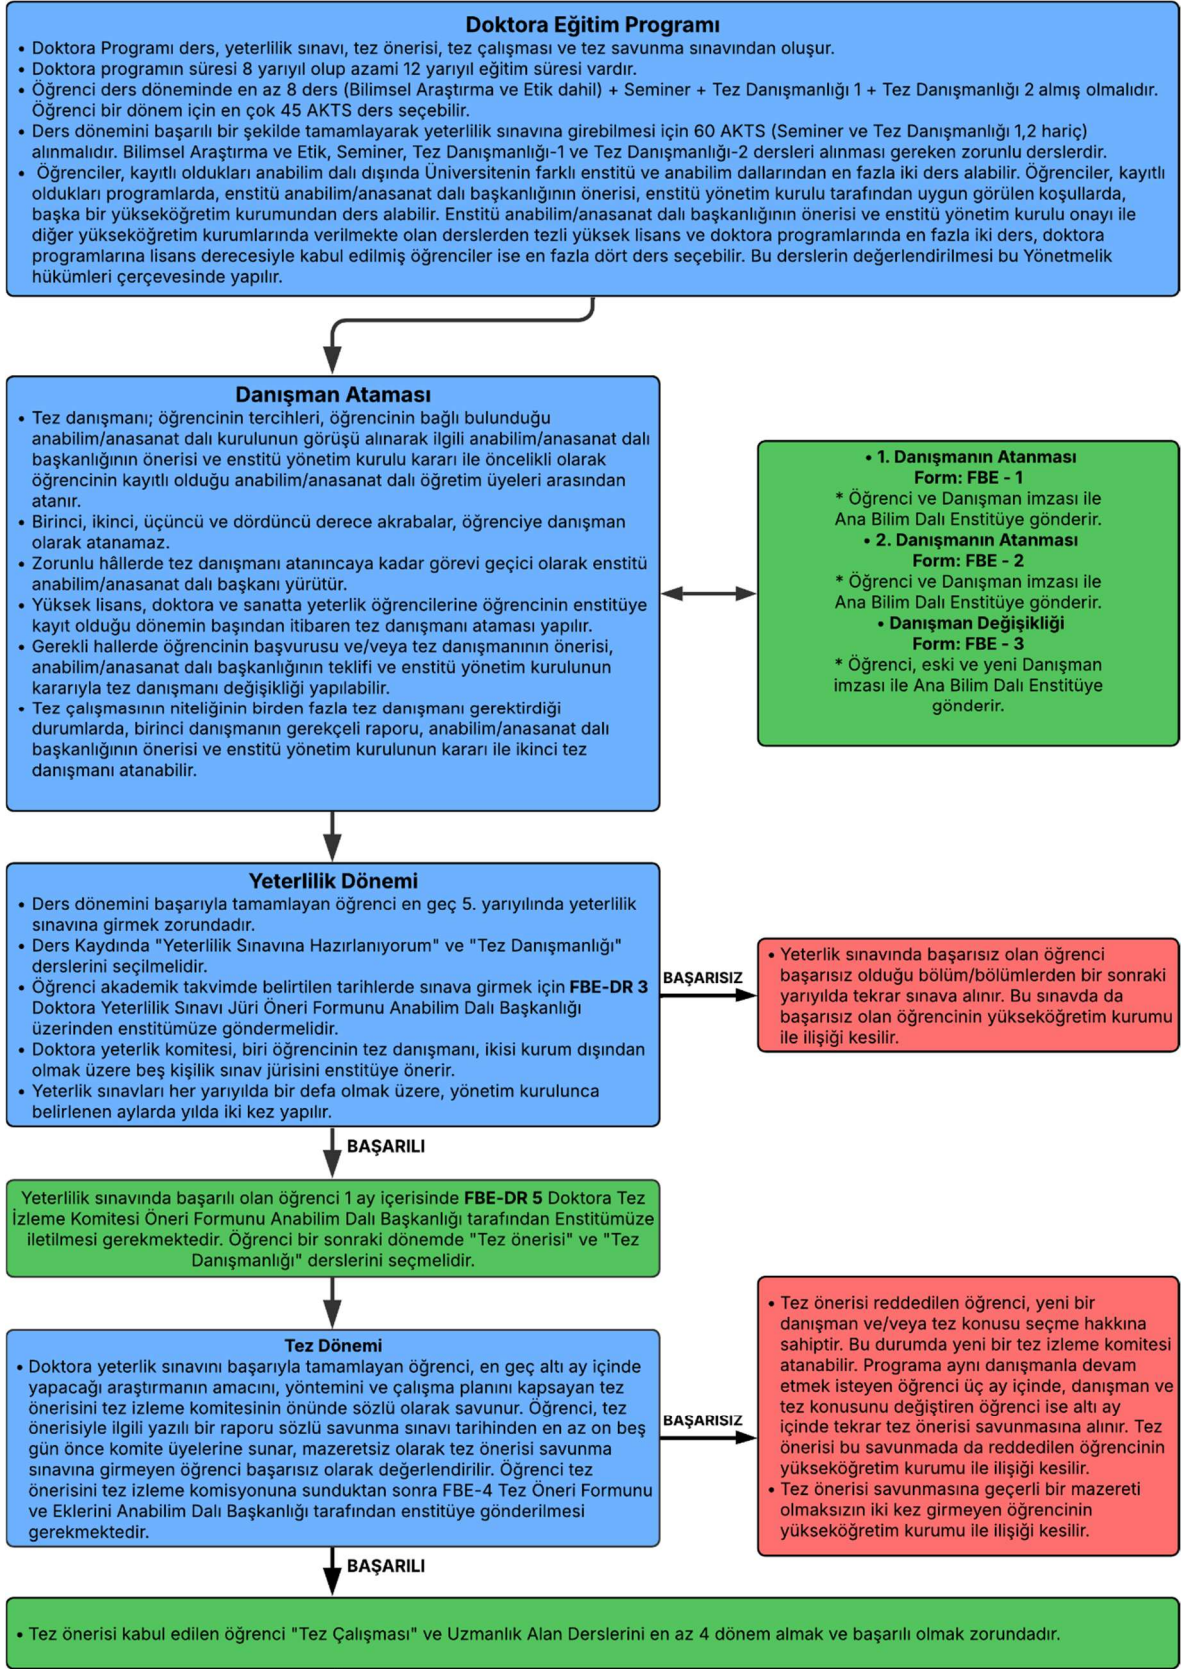 Doktora Eğitim Programı
• Doktora Programı ders, yeterlilik sınavı, tez önerisi, tez çalışması ve tez savunma sınavından oluşur.
• Doktora programın süresi 8 yarıyıl olup azami 12 yarıyıl eğitim süresi vardır.
• Öğrenci ders döneminde en az 8 ders (Bilimsel Araştırma ve Etik dahil) + Seminer + Tez Danışmanlığı 1 + Tez Danışmanlığı 2 almış olmalıdır.
Öğrenci bir dönem için en çok 45 AKTS ders seçebilir.
• Ders dönemini başarılı bir şekilde tamamlayarak yeterlilik sınavına girebilmesi için 60 AKTS (Seminer ve Tez Danışmanlığı 1,2 hariç)
alınmalıdır. Bilimsel Araştırma ve Etik, Seminer, Tez Danışmanlığı-1 ve Tez Danışmanlığı-2 dersleri alınması gereken zorunlu derslerdir.
• Öğrenciler, kayıtlı oldukları anabilim dalı dışında Üniversitenin farklı enstitü ve anabilim dallarından en fazla iki ders alabilir. Öğrenciler, kayıtlı
oldukları programlarda, enstitü anabilim/anasanat dalı başkanlığının önerisi, enstitü yönetim kurulu tarafından uygun görülen koşullarda,
başka bir yükseköğretim kurumundan ders alabilir. Enstitü anabilim/anasanat dalı başkanlığının önerisi ve enstitü yönetim kurulu onayı ile
diğer yükseköğretim kurumlarında verilmekte olan derslerden tezli yüksek lisans ve doktora programlarında en fazla iki ders, doktora
programlarına lisans derecesiyle kabul edilmiş öğrenciler ise en fazla dört ders seçebilir. Bu derslerin değerlendirilmesi bu Yönetmelik
hükümleri çerçevesinde yapılır.
Danışman Ataması
• Tez danışmanı; öğrencinin tercihleri, öğrencinin bağlı bulunduğu
anabilim/anasanat dalı kurulunun görüşü alınarak ilgili anabilim/anasanat dalı
başkanlığının önerisi ve enstitü yönetim kurulu kararı ile öncelikli olarak
öğrencinin kayıtlı olduğu anabilim/anasanat dalı öğretim üyeleri arasından
atanır.
• Birinci, ikinci, üçüncü ve dördüncü derece akrabalar, öğrenciye danışman
olarak atanamaz.
• Zorunlu hâllerde tez danışmanı atanıncaya kadar görevi geçici olarak enstitü
anabilim/anasanat dalı başkanı yürütür.
• Yüksek lisans, doktora ve sanatta yeterlik öğrencilerine öğrencinin enstitüye
kayıt olduğu dönemin başından itibaren tez danışmanı ataması yapılır.
• Gerekli hallerde öğrencinin başvurusu ve/veya tez danışmanının önerisi,
anabilim/anasanat dalı başkanlığının teklifi ve enstitü yönetim kurulunun
kararıyla tez danışmanı değişikliği yapılabilir.
• Tez çalışmasının niteliğinin birden fazla tez danışmanı gerektirdiği
durumlarda, birinci danışmanın gerekçeli raporu, anabilim/anasanat dalı
başkanlığının önerisi ve enstitü yönetim kurulunun kararı ile ikinci tez
danışmanı atanabilir.
• 1. Danışmanın Atanması
Form: FBE - 1
* Öğrenci ve Danışman imzası ile
Ana Bilim Dalı Enstitüye gönderir.
• 2. Danışmanın Atanması
Form: FBE - 2
* Öğrenci ve Danışman imzası ile
Ana Bilim Dalı Enstitüye gönderir.
• Danışman Değişikliği
Form: FBE - 3
* Öğrenci, eski ve yeni Danışman
imzası ile Ana Bilim Dalı Enstitüye
gönderir.
Yeterlilik Dönemi
• Ders dönemini başarıyla tamamlayan öğrenci en geç 5. yarıyılında yeterlilik
sınavına girmek zorundadır.
• Ders Kaydında "Yeterlilik Sınavına Hazırlanıyorum" ve "Tez Danışmanlığı"
derslerini seçilmelidir.
• Öğrenci akademik takvimde belirtilen tarihlerde sınava girmek için FBE-DR 3
Doktora Yeterlilik Sınavı Jüri Öneri Formunu Anabilim Dalı Başkanlığı
üzerinden enstitümüze göndermelidir.
• Doktora yeterlik komitesi, biri öğrencinin tez danışmanı, ikisi kurum dışından
olmak üzere beş kişilik sınav jürisini enstitüye önerir.
• Yeterlik sınavları her yarıyılda bir defa olmak üzere, yönetim kurulunca
belirlenen aylarda yılda iki kez yapılır.
BAŞARISIZ
• Yeterlik sınavında başarısız olan öğrenci
başarısız olduğu bölüm/bölümlerden bir sonraki
yarıyılda tekrar sınava alınır. Bu sınavda da
başarısız olan öğrencinin yükseköğretim kurumu
ile ilişiği kesilir.
BAŞARILI
Yeterlilik sınavında başarılı olan öğrenci 1 ay içerisinde FBE-DR 5 Doktora Tez
İzleme Komitesi Öneri Formunu Anabilim Dalı Başkanlığı tarafından Enstitümüze
iletilmesi gerekmektedir. Öğrenci bir sonraki dönemde "Tez önerisi" ve "Tez
Danışmanlığı" derslerini seçmelidir.
Tez Dönemi
• Doktora yeterlik sınavını başarıyla tamamlayan öğrenci, en geç altı ay içinde
yapacağı araştırmanın amacını, yöntemini ve çalışma planını kapsayan tez
önerisini tez izleme komitesinin önünde sözlü olarak savunur. Öğrenci, tez
önerisiyle ilgili yazılı bir raporu sözlü savunma sınavı tarihinden en az on beş
gün önce komite üyelerine sunar, mazeretsiz olarak tez önerisi savunma
sınavına girmeyen öğrenci başarısız olarak değerlendirilir. Öğrenci tez
önerisini tez izleme komisyonuna sunduktan sonra FBE-4 Tez Öneri Formunu
ve Eklerini Anabilim Dalı Başkanlığı tarafından enstitüye gönderilmesi
gerekmektedir.
BAŞARISIZ
• Tez önerisi reddedilen öğrenci, yeni bir
danışman ve/veya tez konusu seçme hakkına
sahiptir. Bu durumda yeni bir tez izleme komitesi
atanabilir. Programa aynı danışmanla devam
etmek isteyen öğrenci üç ay içinde, danışman ve
tez konusunu değiştiren öğrenci ise altı ay
içinde tekrar tez önerisi savunmasına alınır. Tez
önerisi bu savunmada da reddedilen öğrencinin
yükseköğretim kurumu ile ilişiği kesilir.
• Tez önerisi savunmasına geçerli bir mazereti
olmaksızın iki kez girmeyen öğrencinin
yükseköğretim kurumu ile ilişiği kesilir.
BAŞARILI
• Tez önerisi kabul edilen öğrenci "Tez Çalışması" ve Uzmanlık Alan Derslerini en az 4 dönem almak ve başarılı olmak zorundadır.